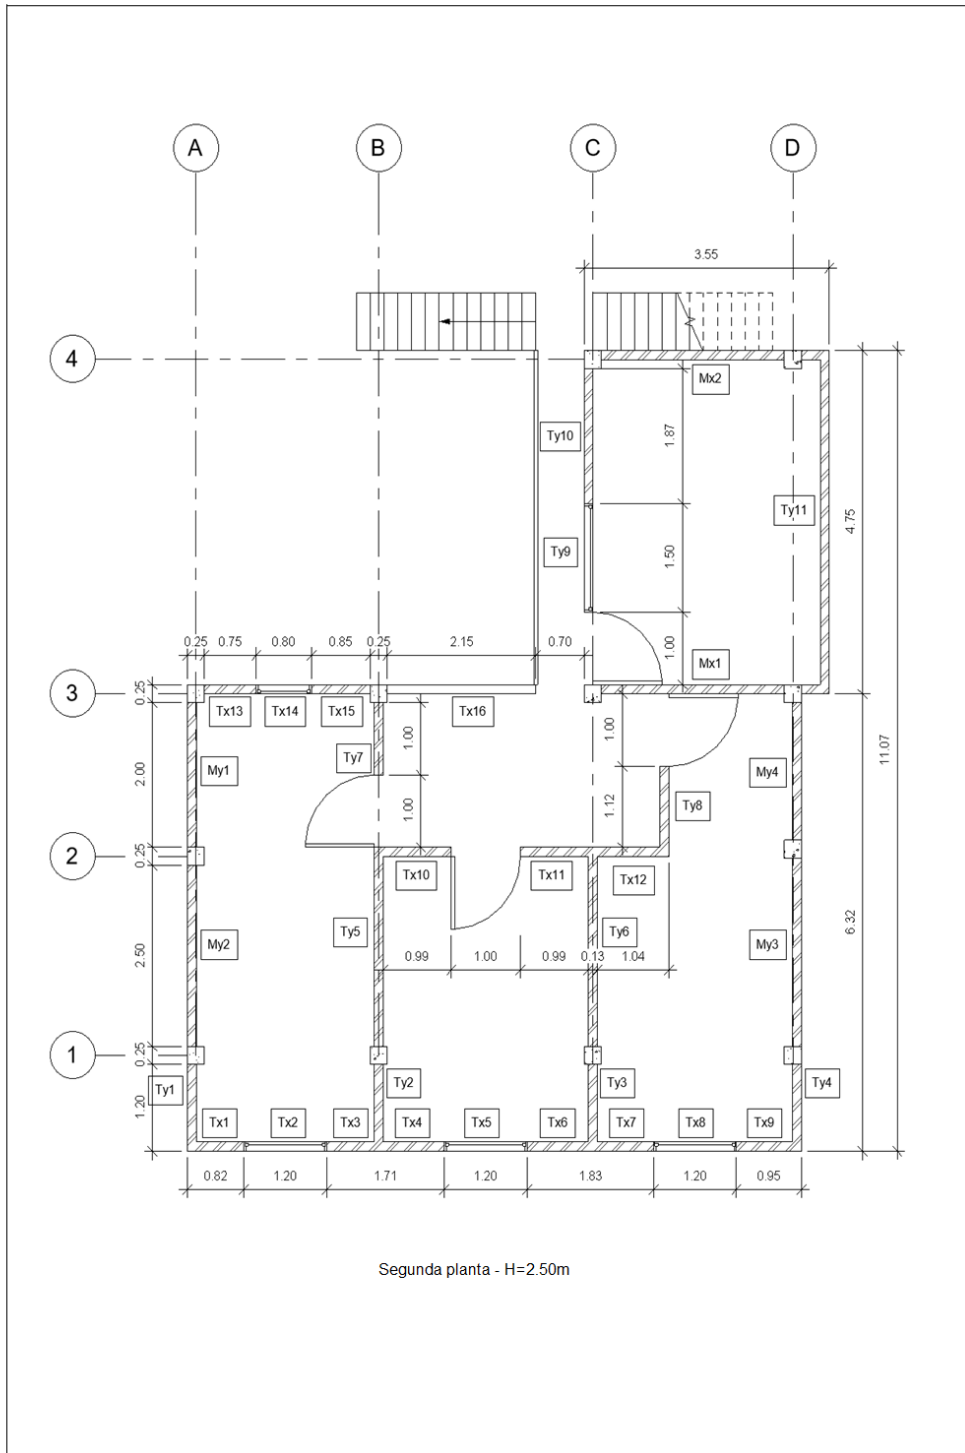 A B C D
3.55
4
Mx2
1.87
Ty10
Ty11
4.75
Ty9
1.50
0.25 0.75 0.80 0.85 0.25 2.15 0.70
1.00
Mx1
3
0.25
Tx13 Tx14 Tx15 Tx16
1.00
1.00
11.07
Ty7
My1
My4
2.00
1.00
1.12
Ty8
2
0.25
Tx10 Tx11 Tx12
My2
Ty5
Ty6
My3
6.32
2.50
0.99 1.00 0.99 0.13 1.04
1
0.25
Ty1
Ty2
Ty3
Ty4
1.20
Tx1 Tx2 Tx3 Tx4 Tx5 Tx6 Tx7 Tx8 Tx9
0.82 1.20 1.71 1.20 1.83 1.20 0.95
Segunda planta - H=2.50m